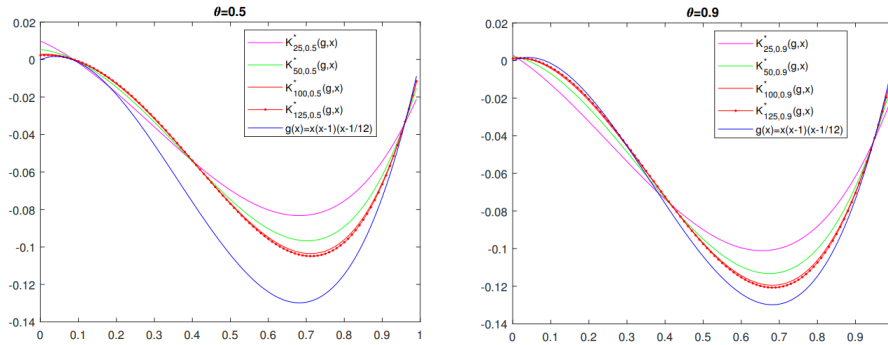 θ=0.5
0.02
0
-0.02
-0.04
-0.06
-0.08
-0.1
-0.12
-0.14
0 0.1 0.2 0.3 0.4 0.5 0.6 0.7 0.8 0.9 1
K*25,0.5(g,x)
K*50,0.5(g,x)
K*100,0.5(g,x)
K*125,0.5(g,x)
g(x)=x(x-1)(x-1/12)
θ=0.9
0.02
0
-0.02
-0.04
-0.06
-0.08
-0.1
-0.12
-0.14
0 0.1 0.2 0.3 0.4 0.5 0.6 0.7 0.8 0.9
K*25,0.9(g,x)
K*50,0.9(g,x)
K*100,0.9(g,x)
K*125,0.9(g,x)
g(x)=x(x-1)(x-1/12)